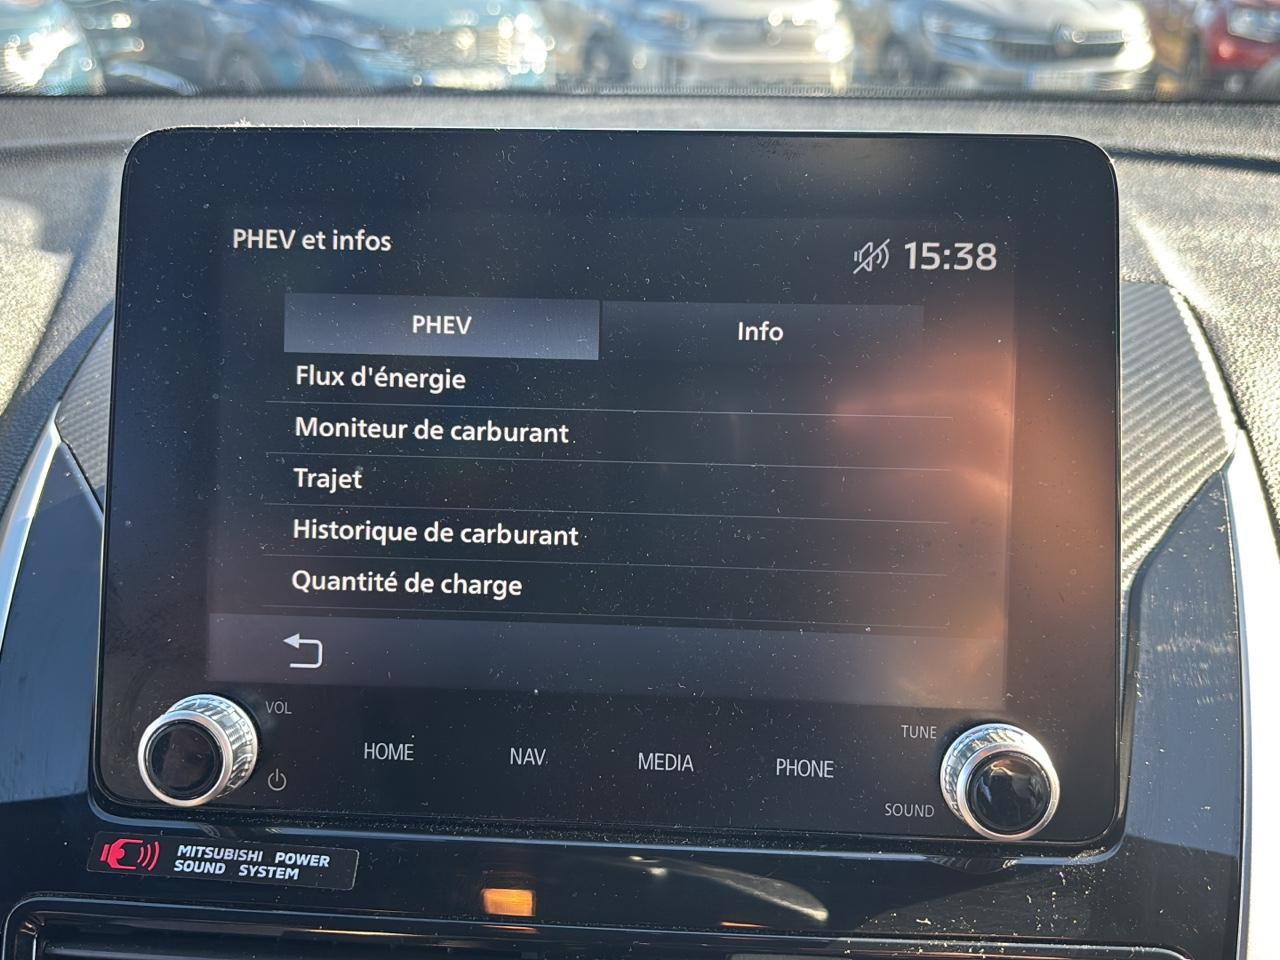 PHEV et infos
15:38
PHEV
Info
Flux d'énergie
Moniteur de carburant
Trajet
Historique de carburant
Quantité de charge
VOL
HOME
NAV
MEDIA
PHONE
TUNE
SOUND
MITSUBISHI POWER
SOUND SYSTEM